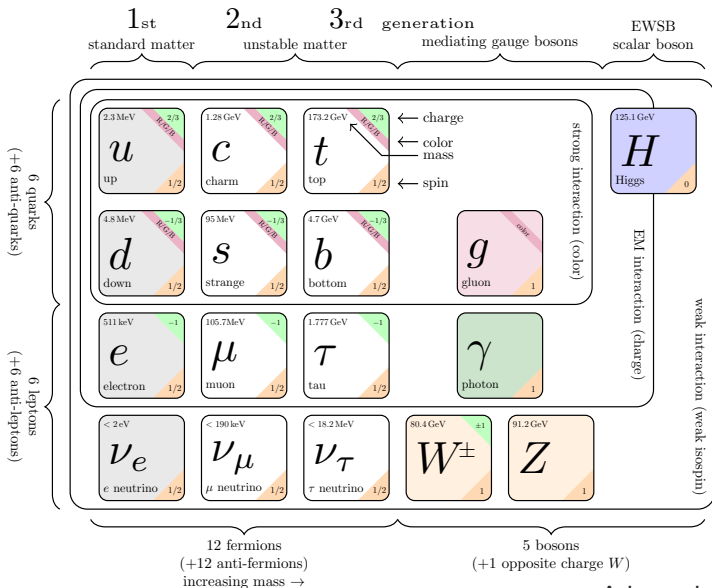 1st 2nd 3rd generation
standard matter unstable matter mediating gauge bosons
EWSB
scalar boson
6 quarks
(+6 anti-quarks)
6 leptons
(+6 anti-leptons)
2.3 MeV 2/3 R/G/B
u
up 1/2
1.28 GeV 2/3 R/G/B
c
charm 1/2
173.2 GeV 2/3 R/G/B
t
top 1/2
charge
color
mass
spin
125.1 GeV
H
Higgs 0
4.8 MeV −1/3 R/G/B
d
down 1/2
95 MeV −1/3 R/G/B
s
strange 1/2
4.7 GeV −1/3 R/G/B
b
bottom 1/2
color
g
gluon 1
strong interaction (color)
511 keV −1
e
electron 1/2
105.7 MeV −1
μ
muon 1/2
1.777 GeV −1
τ
tau 1/2
γ
photon 1
EM interaction (charge)
< 2 eV
νe
e neutrino 1/2
< 190 keV
νμ
μ neutrino 1/2
< 18.2 MeV
ντ
τ neutrino 1/2
80.4 GeV ±1
W±
1
91.2 GeV
Z
1
weak interaction (weak isospin)
12 fermions
(+12 anti-fermions)
increasing mass →
5 bosons
(+1 opposite charge W)